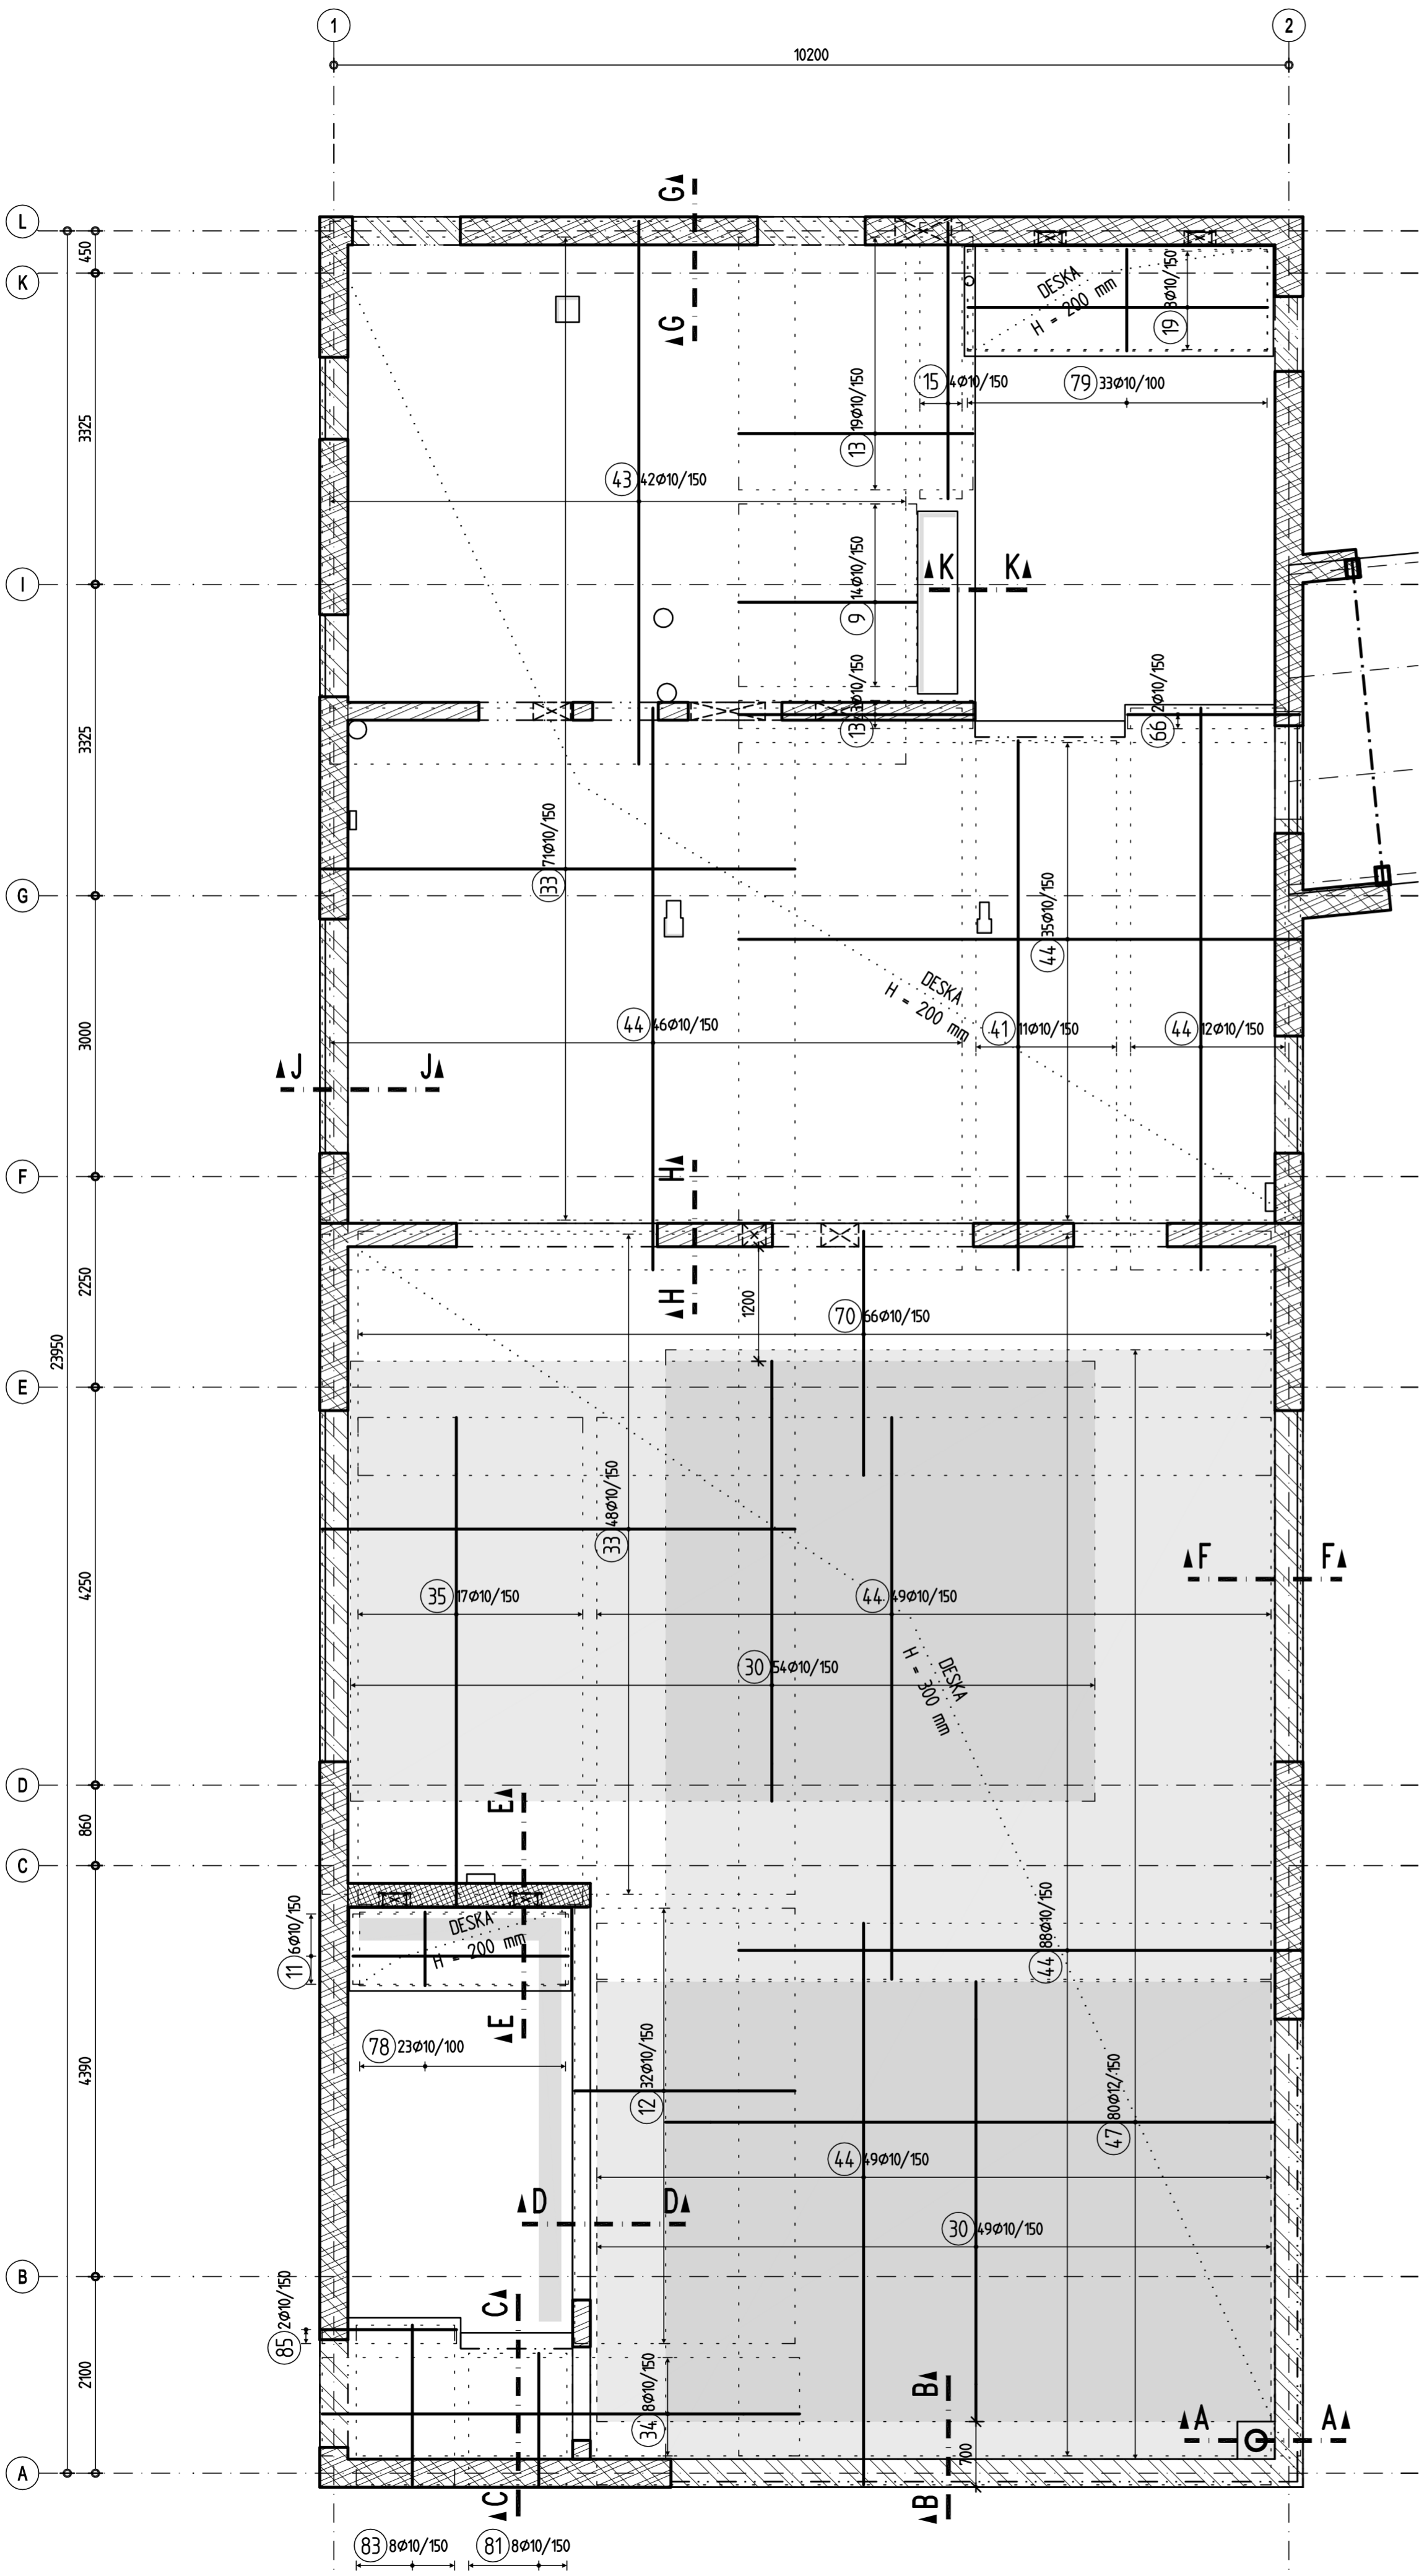 1
2
10200
L
G
450
K
DESKA
H = 200 mm
19 8Ø10/150
G
15 4Ø10/150
79 33Ø10/100
3325
13 19Ø10/150
43 42Ø10/150
I
K K
9 14Ø10/150
13 3Ø10/150
66 2Ø10/150
3325
33 71Ø10/150
G
44 35Ø10/150
DESKA
H = 200 mm
3000
44 46Ø10/150
41 11Ø10/150
44 12Ø10/150
J J
F
H
2250
H
1200
70 66Ø10/150
23950
E
33 48Ø10/150
F F
4250
35 17Ø10/150
44 49Ø10/150
30 54Ø10/150
DESKA
H = 300 mm
D
E
860
C
11 6Ø10/150
DESKA
H = 200 mm
44 88Ø10/150
E
78 23Ø10/100
4390
12 32Ø10/150
47 80Ø12/150
44 49Ø10/150
D D
30 49Ø10/150
B
C
85 2Ø10/150
2100
34 8Ø10/150
B
A A
700
A
C
B
83 8Ø10/150
81 8Ø10/150